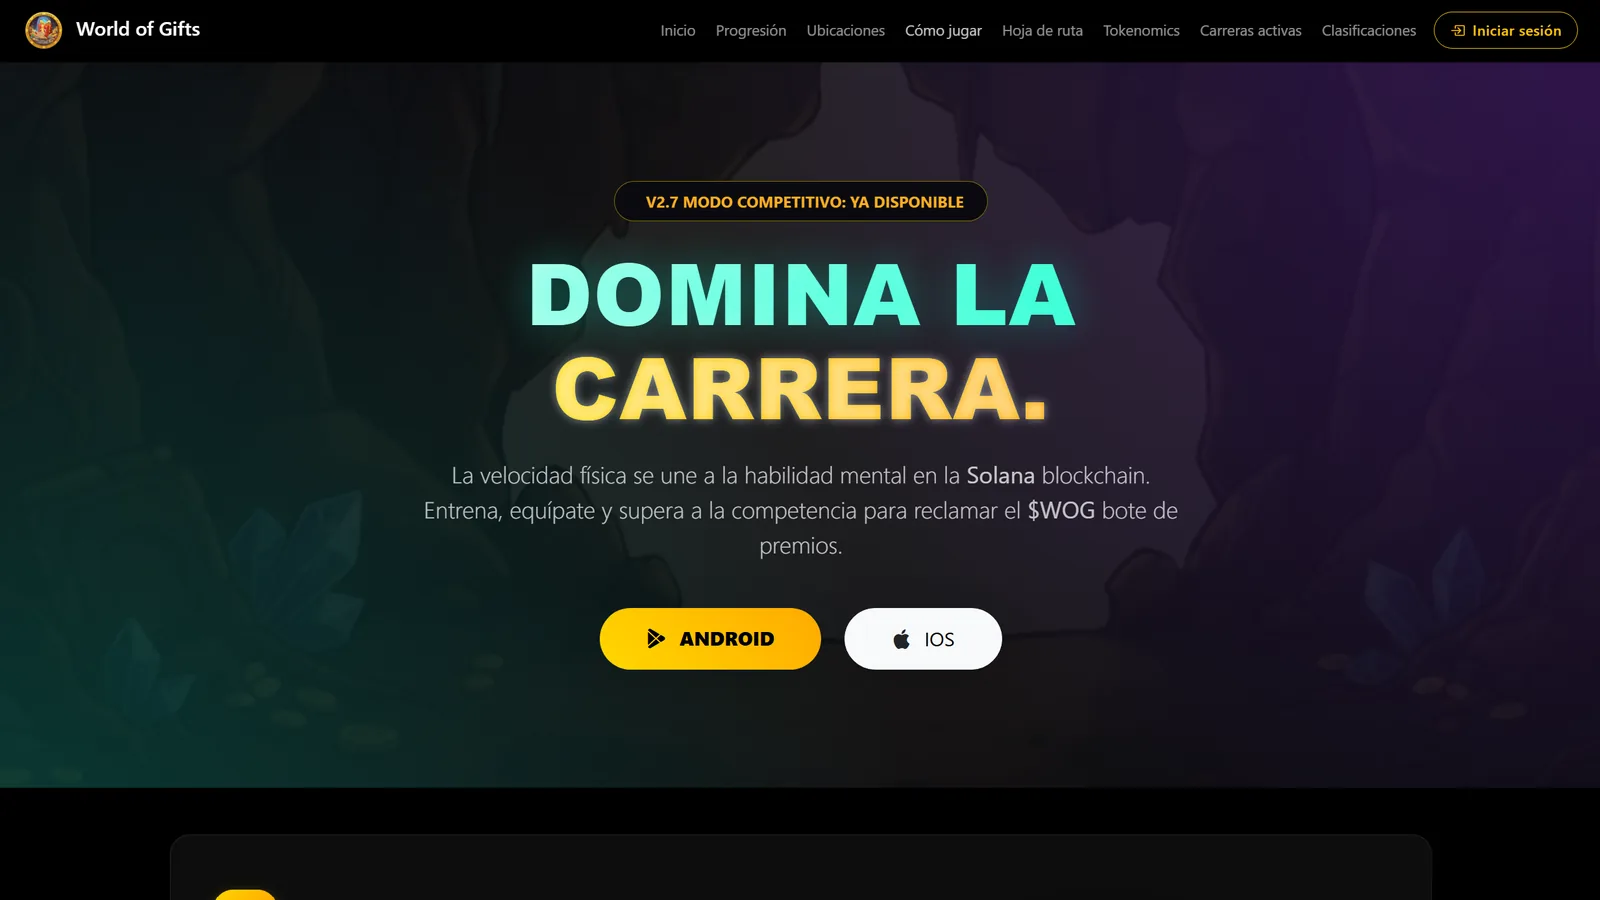 World of Gifts
Inicio
Progresión
Ubicaciones
Cómo jugar
Hoja de ruta
Tokenomics
Carreras activas
Clasificaciones
Iniciar sesión
V2.7 MODO COMPETITIVO: YA DISPONIBLE
DOMINA LA
CARRERA.
La velocidad física se une a la habilidad mental en la Solana blockchain.
Entrena, equípate y supera a la competencia para reclamar el $WOG bote de
premios.
ANDROID
IOS